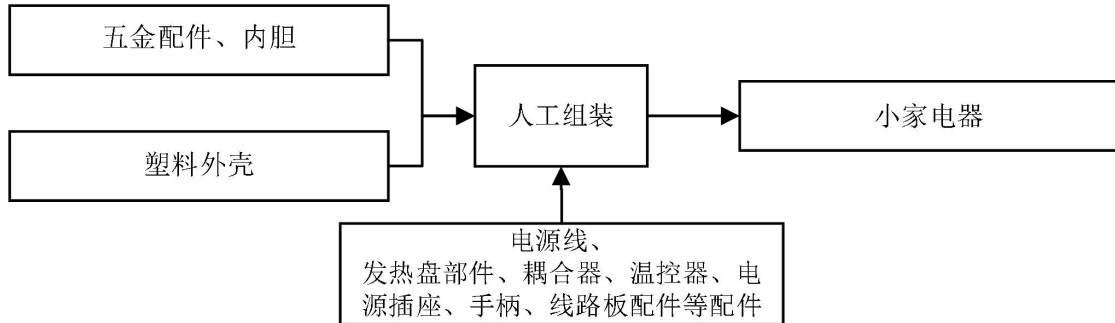 五金配件、内胆
塑料外壳
人工组装
小家电器
电源线、
发热盘部件、耦合器、温控器、电
源插座、手柄、线路板配件等配件